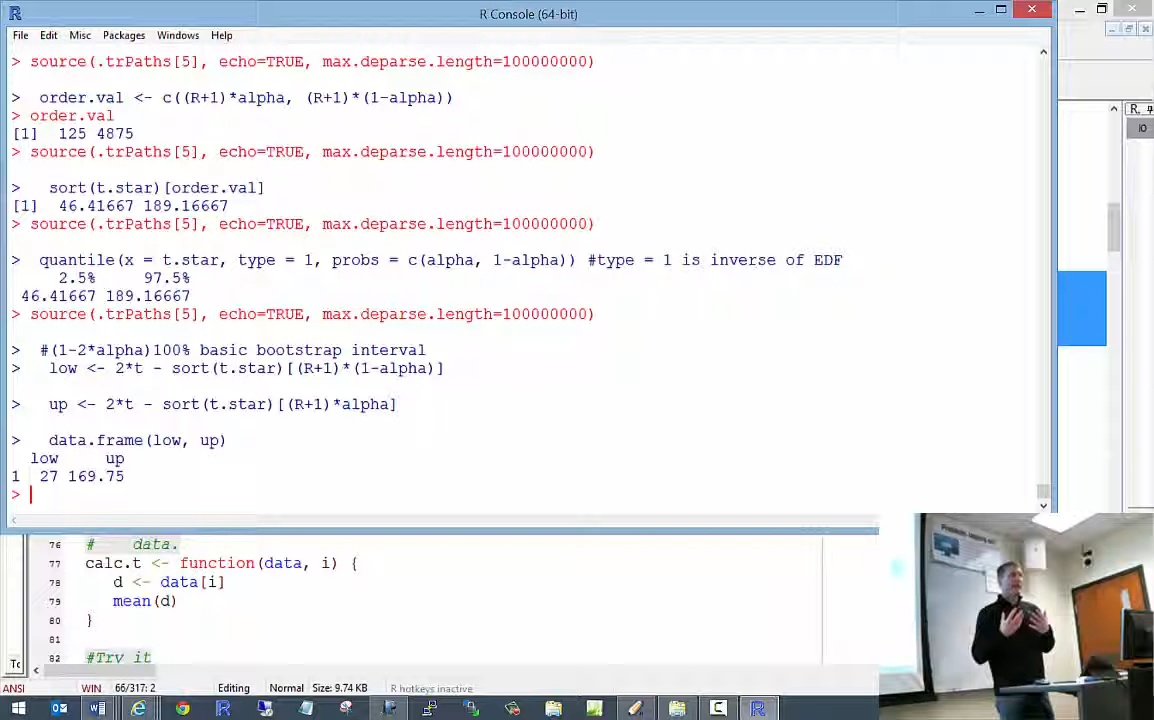 R Console (64-bit)
File Edit Misc Packages Windows Help
> source(.trPaths[5], echo=TRUE, max.deparse.length=100000000)
> order.val <- c((R+1)*alpha, (R+1)*(1-alpha))
> order.val
[1] 125 4875
> source(.trPaths[5], echo=TRUE, max.deparse.length=100000000)
> sort(t.star)[order.val]
[1] 46.41667 189.16667
> source(.trPaths[5], echo=TRUE, max.deparse.length=100000000)
> quantile(x = t.star, type = 1, probs = c(alpha, 1-alpha)) #type = 1 is inverse of EDF
2.5% 97.5%
46.41667 189.16667
> source(.trPaths[5], echo=TRUE, max.deparse.length=100000000)
> #(1-2*alpha)100% basic bootstrap interval
> low <- 2*t - sort(t.star)[(R+1)*(1-alpha)]
> up <- 2*t - sort(t.star)[(R+1)*alpha]
> data.frame(low, up)
low up
1 27 169.75
>
76 # data.
77 calc.t <- function(data, i) {
78 d <- data[i]
79 mean(d)
80 }
81
82 #Try it
ANSI WIN 66/317: 2 Editing Normal Size: 9.74 KB R hotkeys inactive